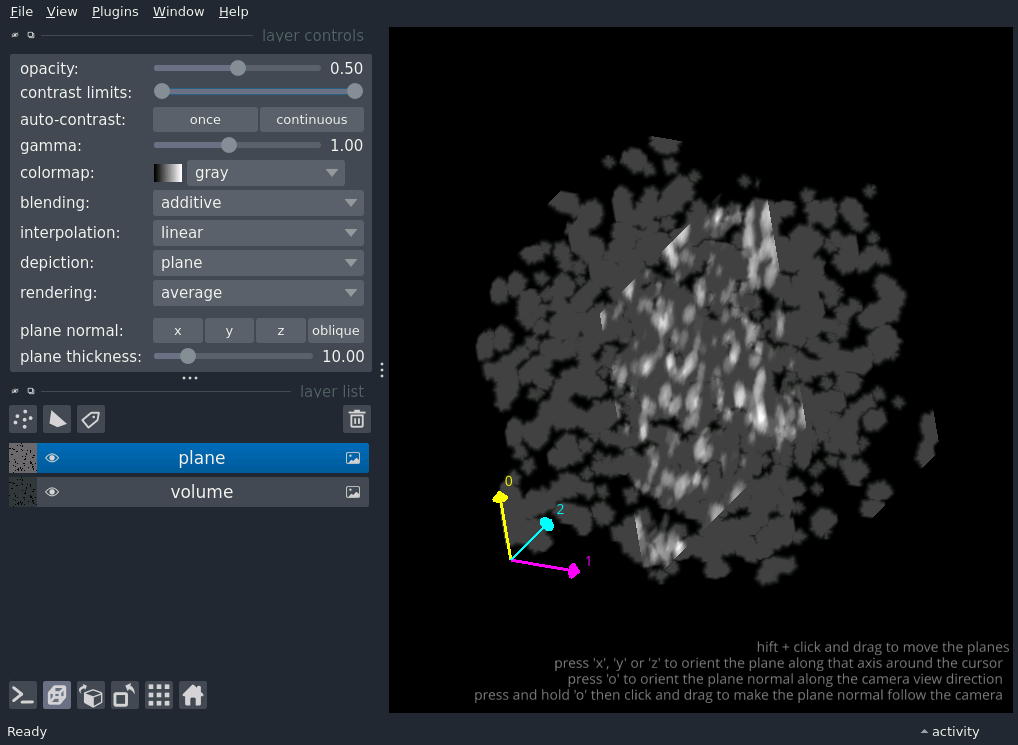 File View Plugins Window Help
layer controls
opacity: 0.50
contrast limits:
auto-contrast: once continuous
gamma: 1.00
colormap: gray
blending: additive
interpolation: linear
depiction: plane
rendering: average
plane normal: x y z oblique
plane thickness: 10.00
layer list
plane
volume
0
2
1
hift + click and drag to move the planes
press 'x', 'y' or 'z' to orient the plane along that axis around the cursor
press 'o' to orient the plane normal along the camera view direction
press and hold 'o' then click and drag to make the plane normal follow the camera
Ready
activity